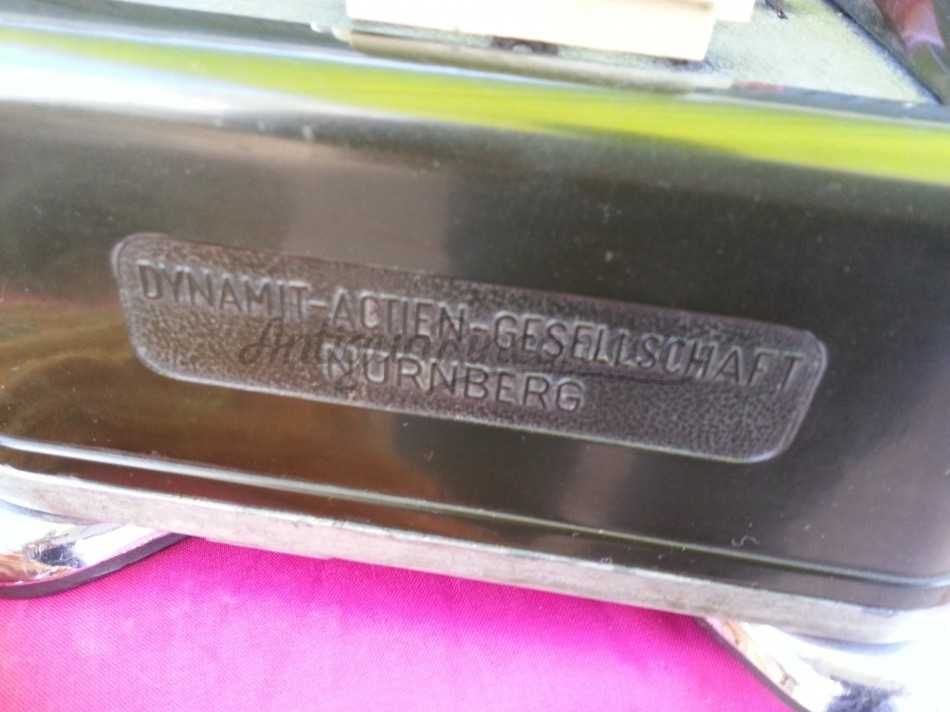 DYNAMIT-ACTIEN-GESELLSCHAFT
NÜRNBERG